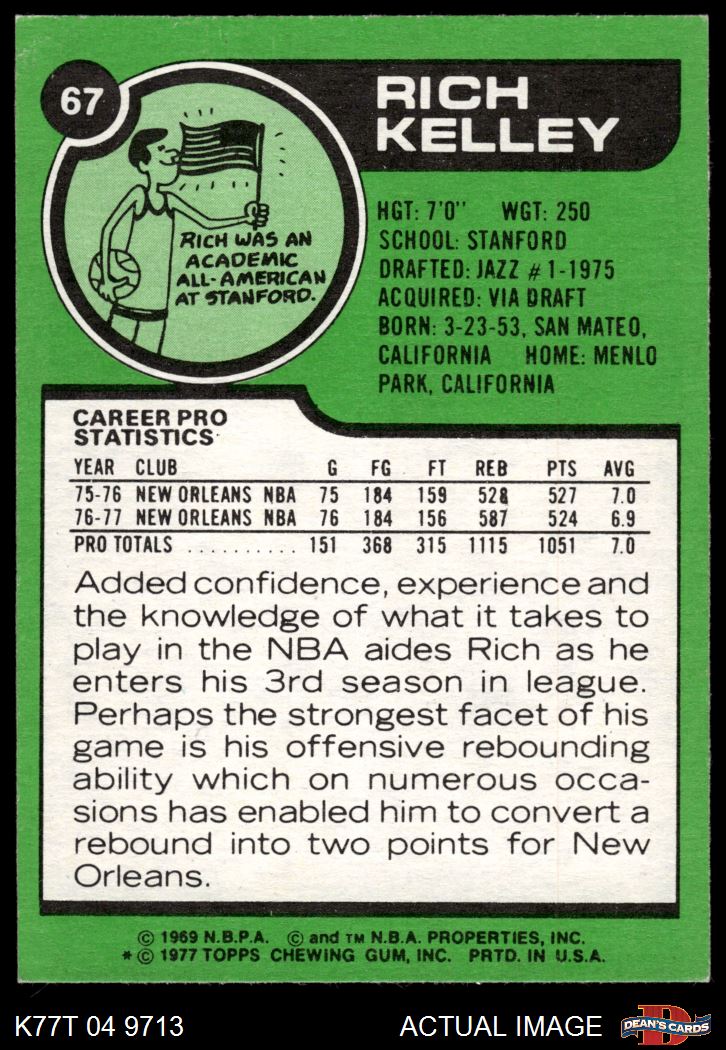 67
RICH
KELLEY
RICH WAS AN
ACADEMIC
ALL-AMERICAN
AT STANFORD.
HGT: 7'0" WGT: 250
SCHOOL: STANFORD
DRAFTED: JAZZ #1-1975
ACQUIRED: VIA DRAFT
BORN: 3-23-53, SAN MATEO,
CALIFORNIA HOME: MENLO
PARK, CALIFORNIA
CAREER PRO
STATISTICS
YEAR CLUB G FG FT REB PTS AVG
75-76 NEW ORLEANS NBA 75 184 159 528 527 7.0
76-77 NEW ORLEANS NBA 76 184 156 587 524 6.9
PRO TOTALS .......... 151 368 315 1115 1051 7.0
Added confidence, experience and
the knowledge of what it takes to
play in the NBA aides Rich as he
enters his 3rd season in league.
Perhaps the strongest facet of his
game is his offensive rebounding
ability which on numerous occa-
sions has enabled him to convert a
rebound into two points for New
Orleans.
© 1969 N.B.P.A. © and TM N.B.A. PROPERTIES, INC.
* © 1977 TOPPS CHEWING GUM, INC. PRTD. IN U.S.A.
K77T 04 9713 ACTUAL IMAGE D DEAN'S CARDS